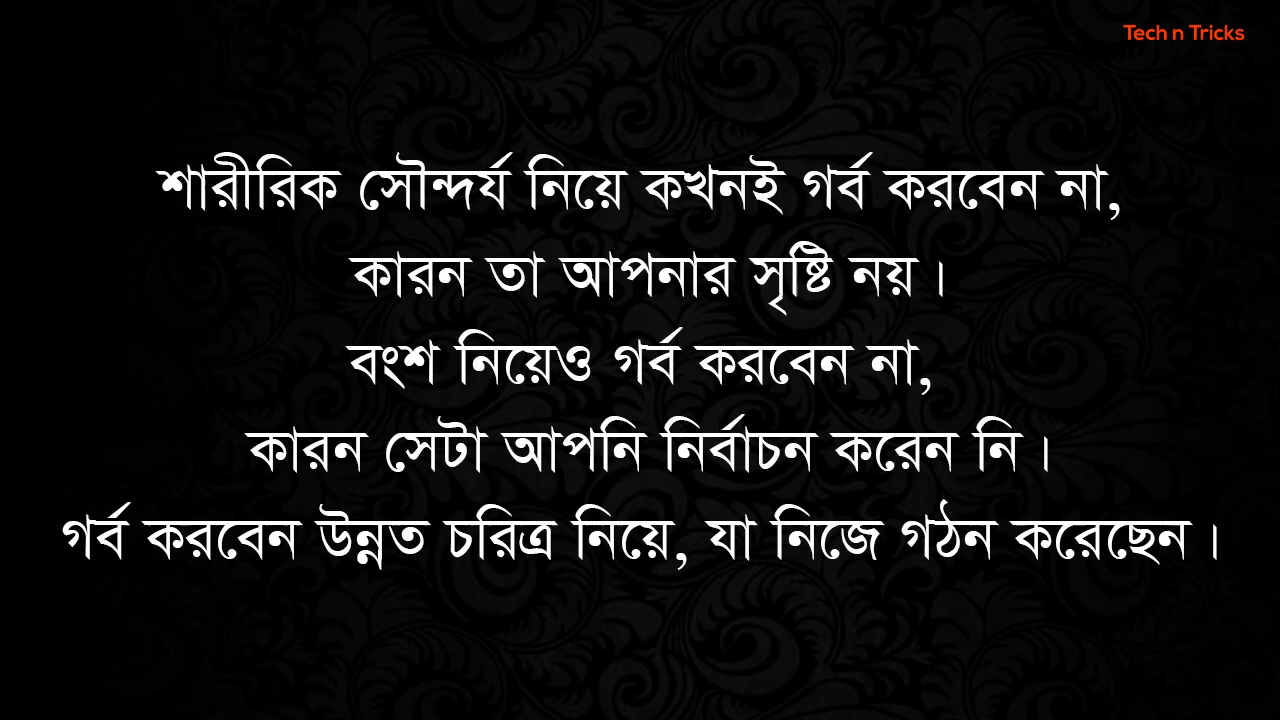 Tech n Tricks
শারীরিক সৌন্দর্য নিয়ে কখনই গর্ব করবেন না,
কারন তা আপনার সৃষ্টি নয়।
বংশ নিয়েও গর্ব করবেন না,
কারন সেটা আপনি নির্বাচন করেন নি।
গর্ব করবেন উন্নত চরিত্র নিয়ে, যা নিজে গঠন করেছেন।